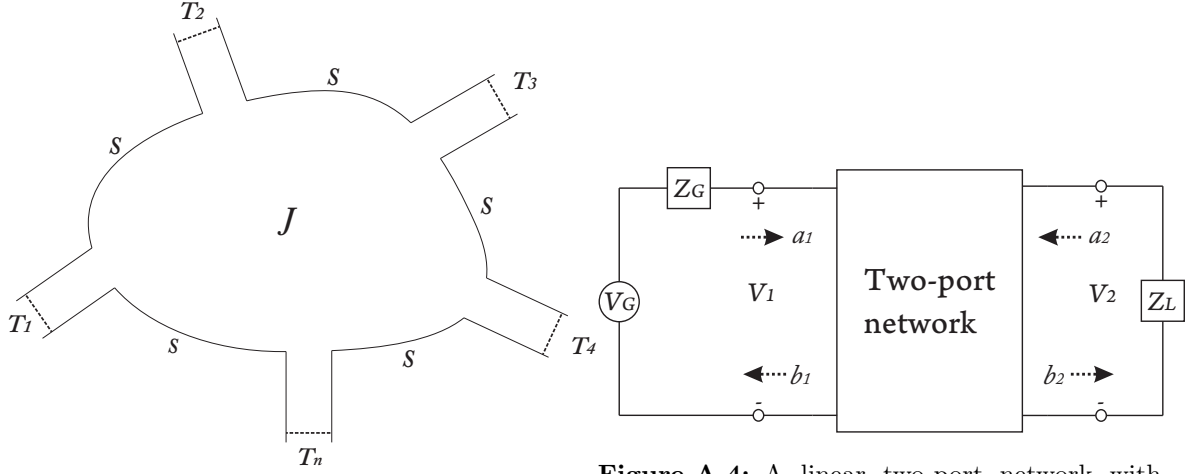 T2
S
T3
S
J
S
T1
S
S
T4
Tn
ZG
+
+
a1
a2
VG
V1
Two-port
network
V2
ZL
b1
b2
-
-
Figure A-4: A linear two-port network with